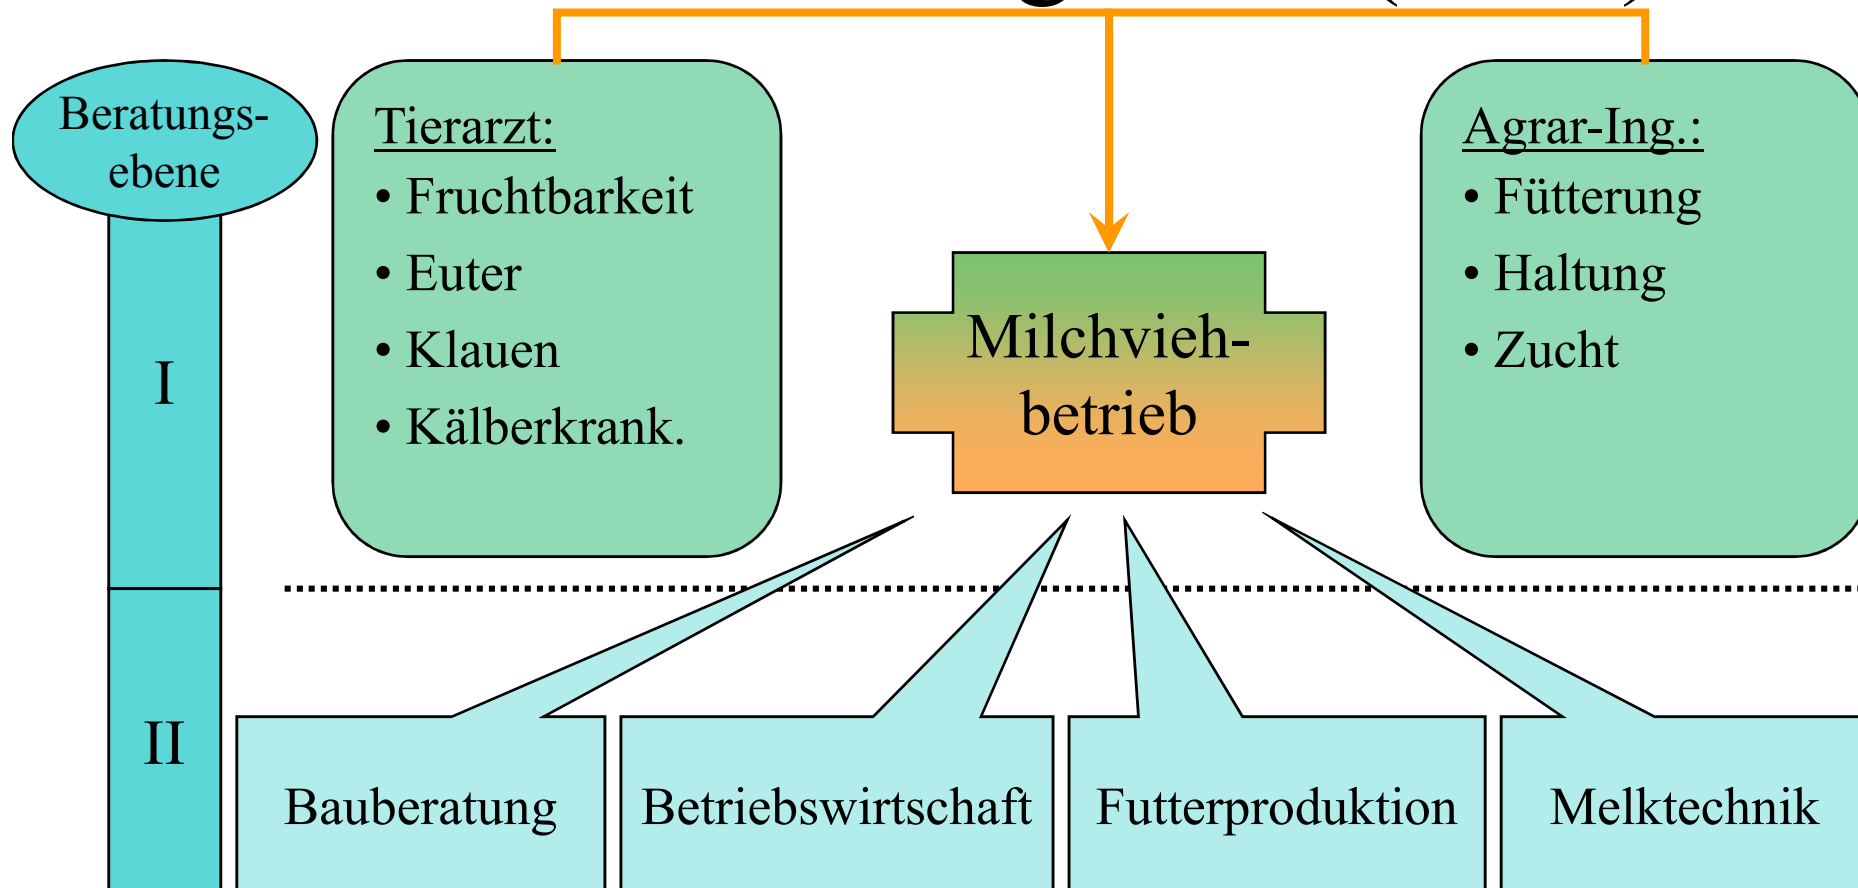 Beratungs-
ebene
Tierarzt:
• Fruchtbarkeit
• Euter
• Klauen
• Kälberkrank.
Milchvieh-
betrieb
Agrar-Ing.:
• Fütterung
• Haltung
• Zucht
I
II
Bauberatung
Betriebswirtschaft
Futterproduktion
Melktechnik